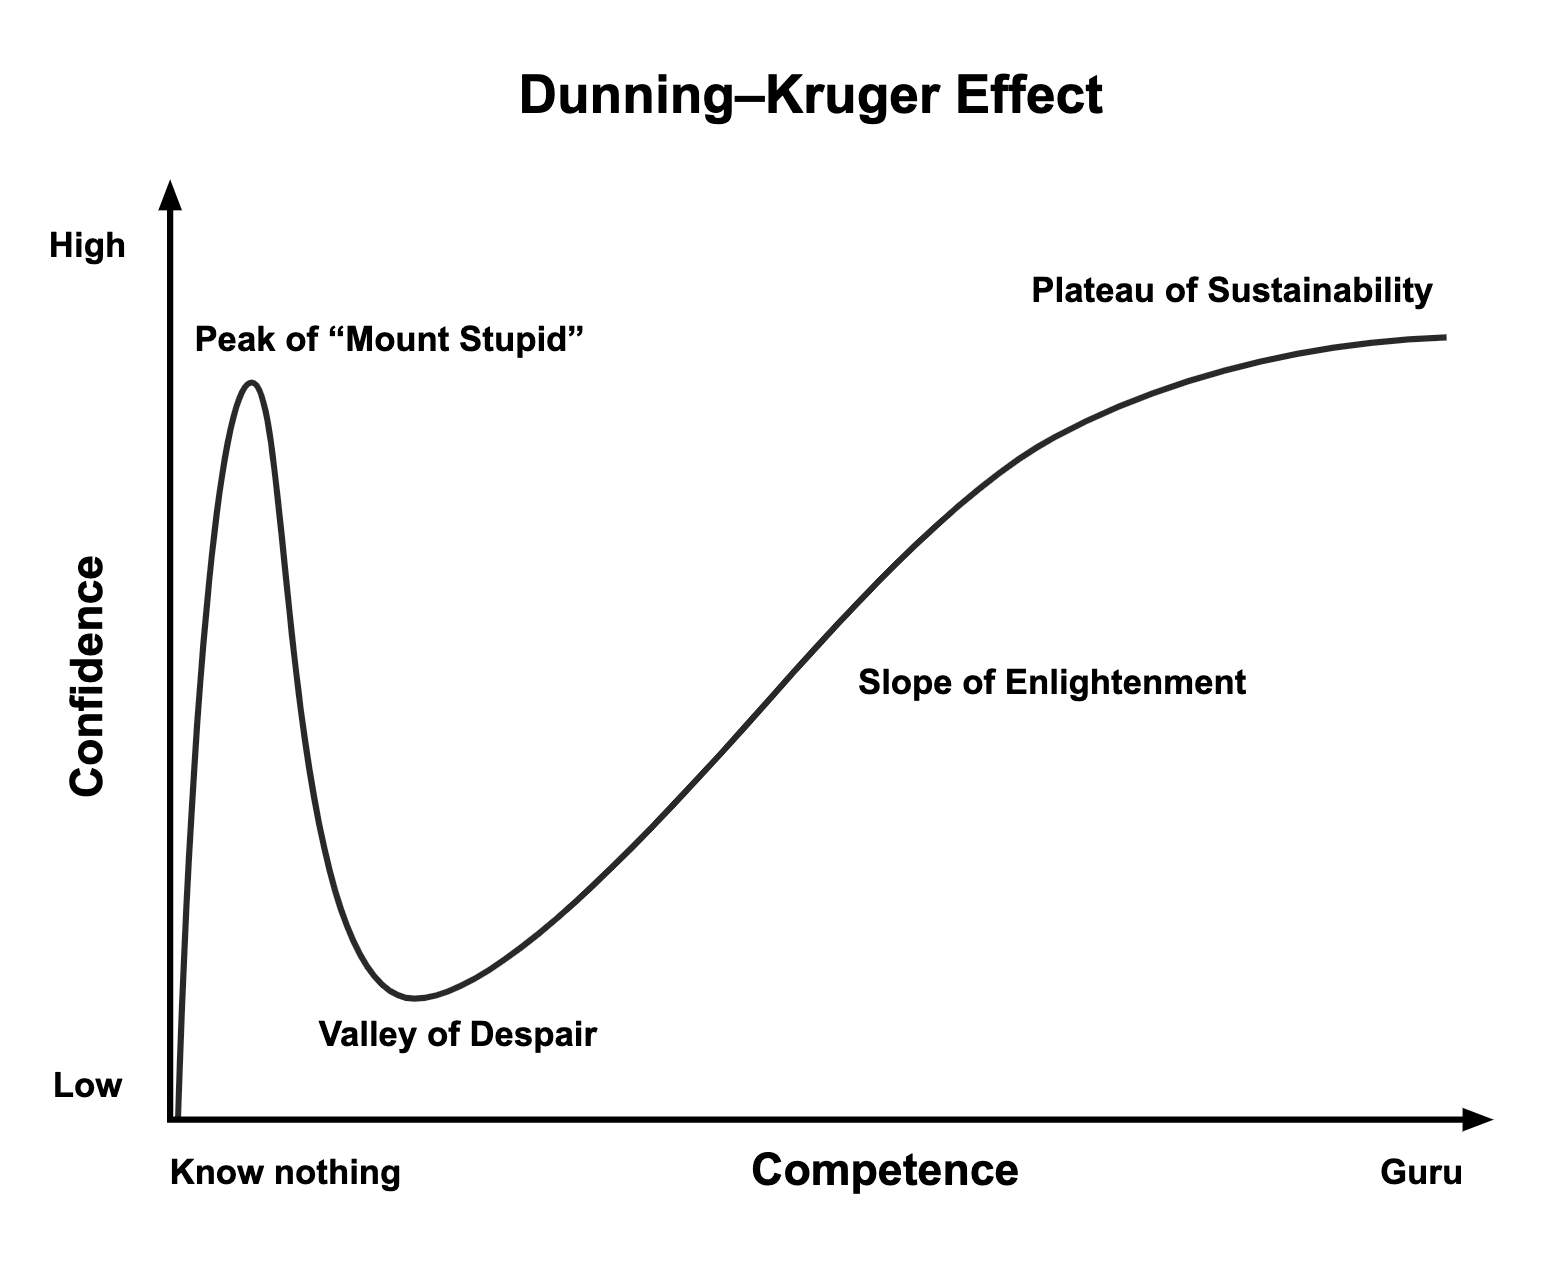 Dunning–Kruger Effect
High
Plateau of Sustainability
Peak of “Mount Stupid”
Confidence
Slope of Enlightenment
Valley of Despair
Low
Know nothing
Competence
Guru